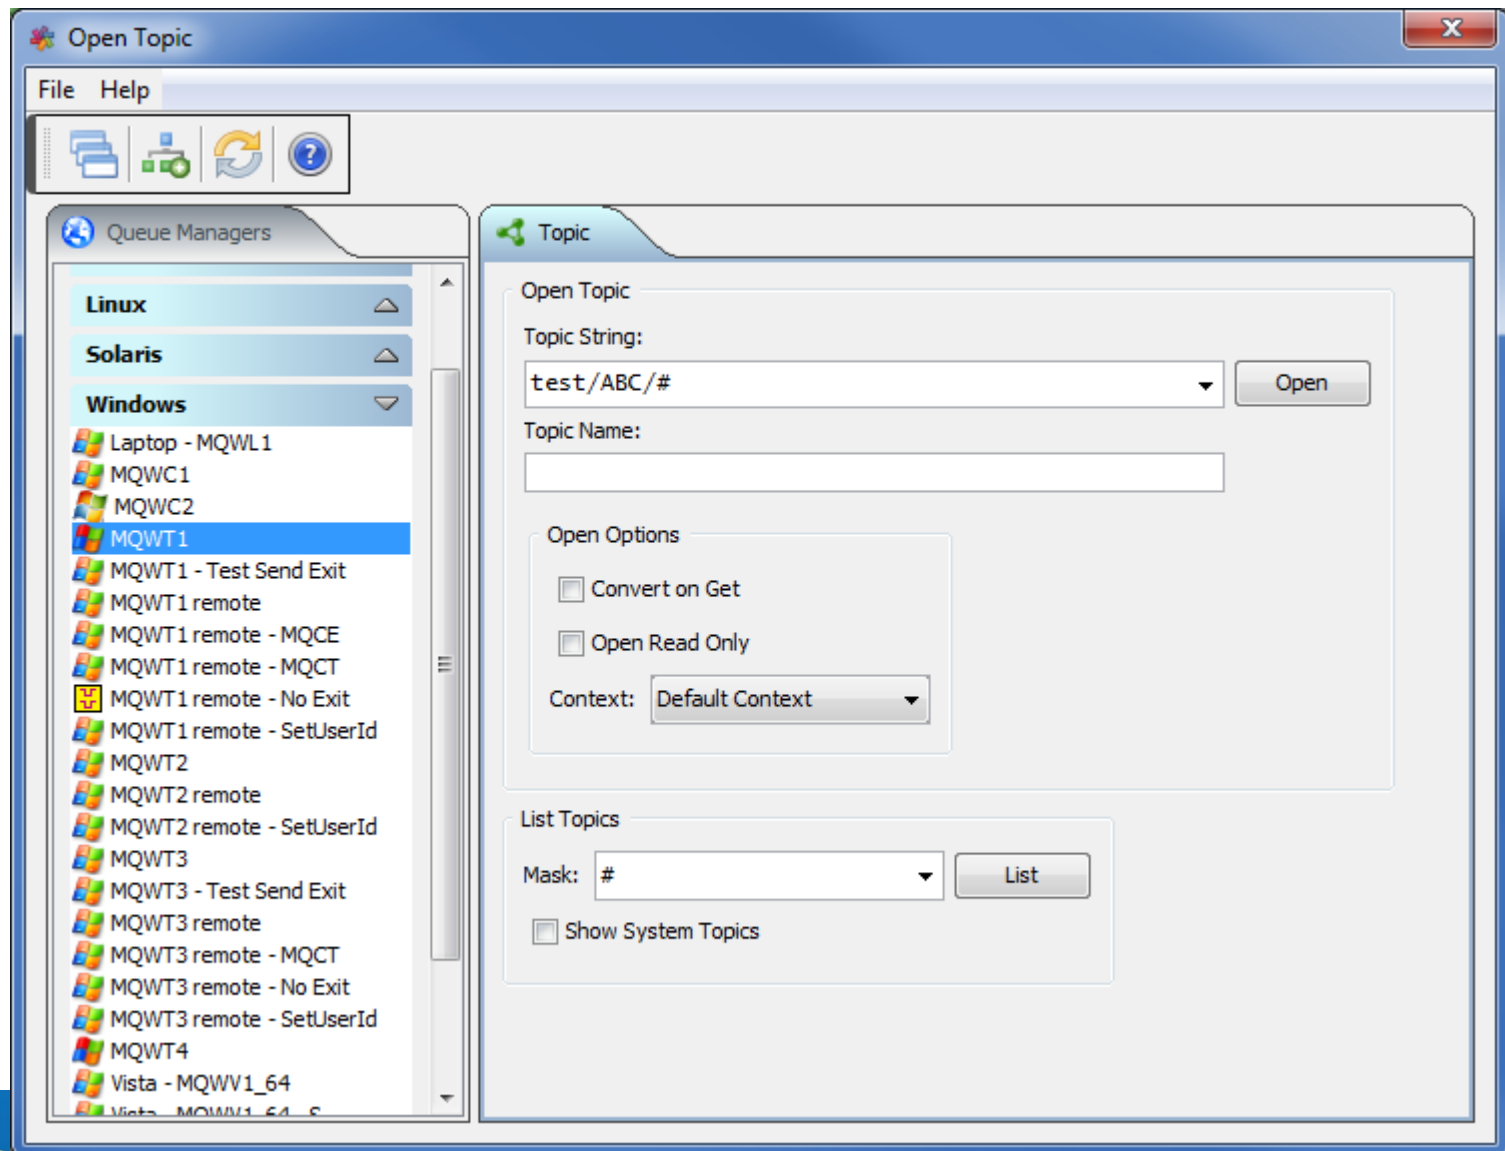 Open Topic
File Help
Queue Managers
Linux
Solaris
Windows
Laptop - MQWL1
MQWC1
MQWC2
MQWT1
MQWT1 - Test Send Exit
MQWT1 remote
MQWT1 remote - MQCE
MQWT1 remote - MQCT
MQWT1 remote - No Exit
MQWT1 remote - SetUserId
MQWT2
MQWT2 remote
MQWT2 remote - SetUserId
MQWT3
MQWT3 - Test Send Exit
MQWT3 remote
MQWT3 remote - MQCT
MQWT3 remote - No Exit
MQWT3 remote - SetUserId
MQWT4
Vista - MQWV1_64
Vista - MQWV1_64 - S
Topic
Open Topic
Topic String:
test/ABC/#
Open
Topic Name:
Open Options
Convert on Get
Open Read Only
Context: Default Context
List Topics
Mask: # List
Show System Topics